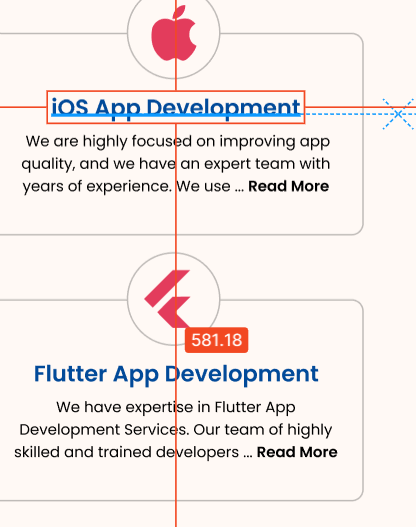 iOS App Development
We are highly focused on improving app
quality, and we have an expert team with
years of experience. We use ... Read More
581.18
Flutter App Development
We have expertise in Flutter App
Development Services. Our team of highly
skilled and trained developers ... Read More